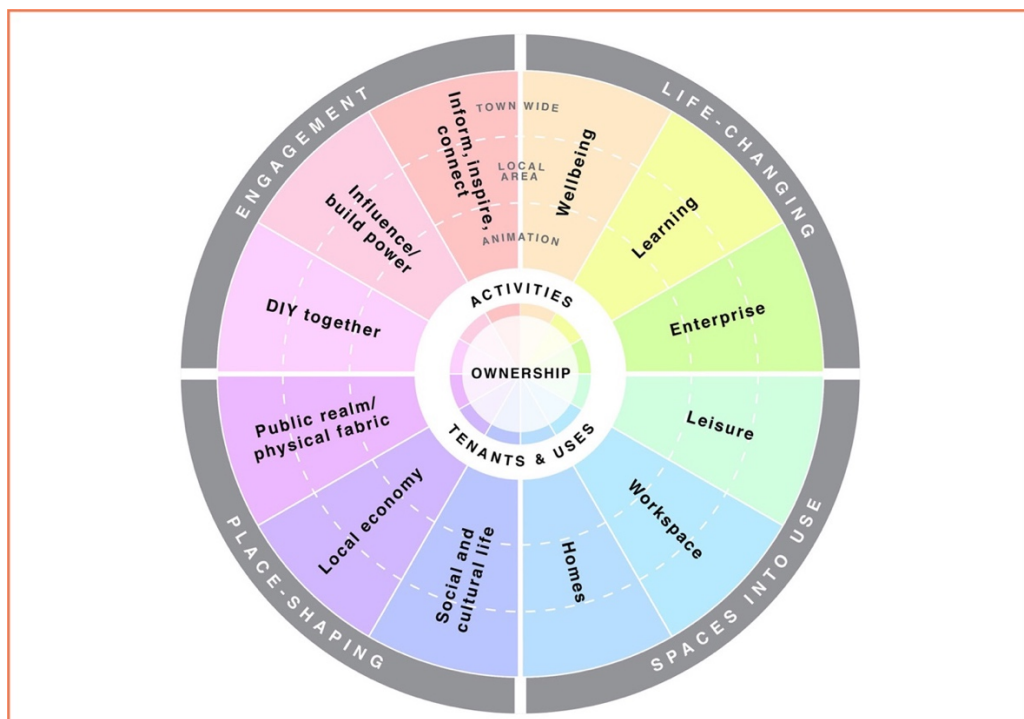 ENGAGEMENT
LIFE-CHANGING
TOWN WIDE
LOCAL
AREA
ANIMATION
Inform, inspire,
connect
Wellbeing
Influence/
build power
Learning
DIY together
Enterprise
ACTIVITIES
OWNERSHIP
TENANTS & USES
Public realm/
physical fabric
Leisure
Local economy
Workspace
Social and
cultural life
Homes
PLACE-SHAPING
SPACES INTO USE